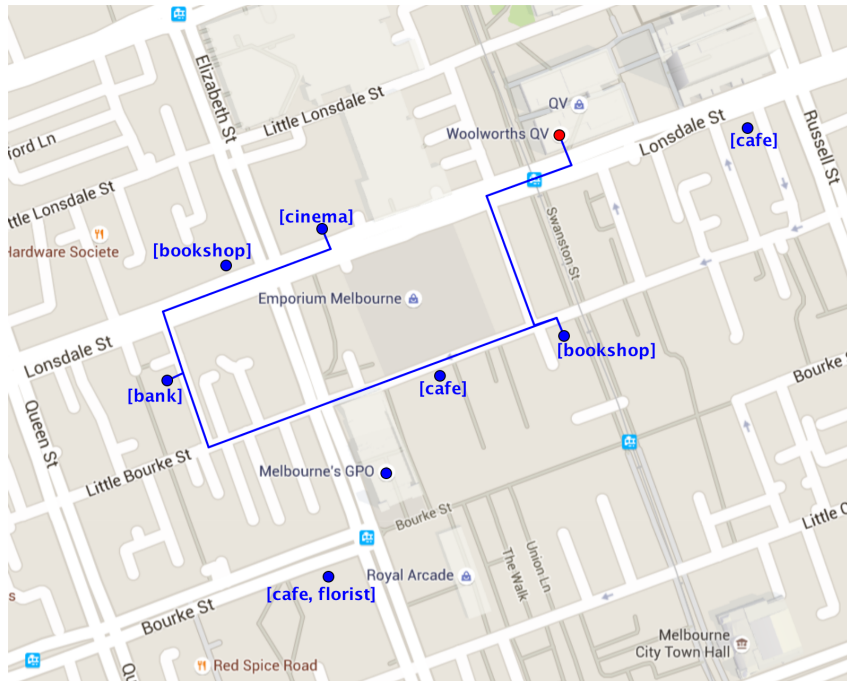 Elizabeth St
Little Lonsdale St
QV
Woolworths QV
Lonsdale St
[cafe]
Russell St
ford Ln
ttle Lonsdale St
[cinema]
Hardware Societe
[bookshop]
Swanston St
Emporium Melbourne
Lonsdale St
[bookshop]
[cafe]
[bank]
Bourke St
Queen St
Little Bourke St
Melbourne's GPO
Bourke St
Little C
The Walk
Union Ln
Royal Arcade
[cafe, florist]
Bourke St
s
Melbourne
City Town Hall
Red Spice Road
Qu